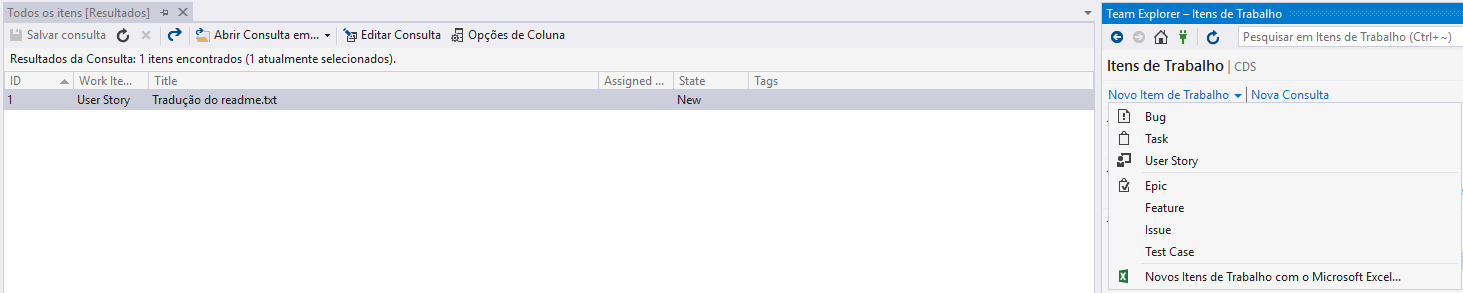 Todos os itens [Resultados]
Salvar consulta Abrir Consulta em... Editar Consulta Opções de Coluna
Resultados da Consulta: 1 itens encontrados (1 atualmente selecionados).
ID Work Ite... Title Assigned ... State Tags
1 User Story Tradução do readme.txt New
Team Explorer – Itens de Trabalho
Pesquisar em Itens de Trabalho (Ctrl+~)
Itens de Trabalho | CDS
Novo Item de Trabalho | Nova Consulta
Bug
Task
User Story
Epic
Feature
Issue
Test Case
Novos Itens de Trabalho com o Microsoft Excel...